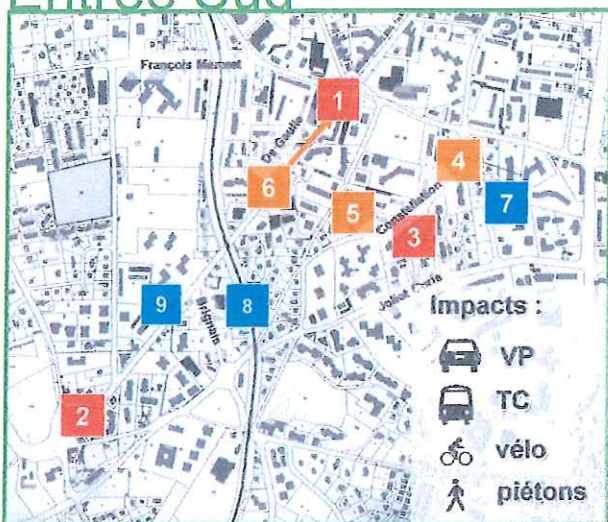 Entrée Sud
François Mermet
1
De Gaulle
4
6
7
5
Constellation
3
9
8
Brignais
Joliot Curie
Impacts :
VP
2
TC
vélo
piétons